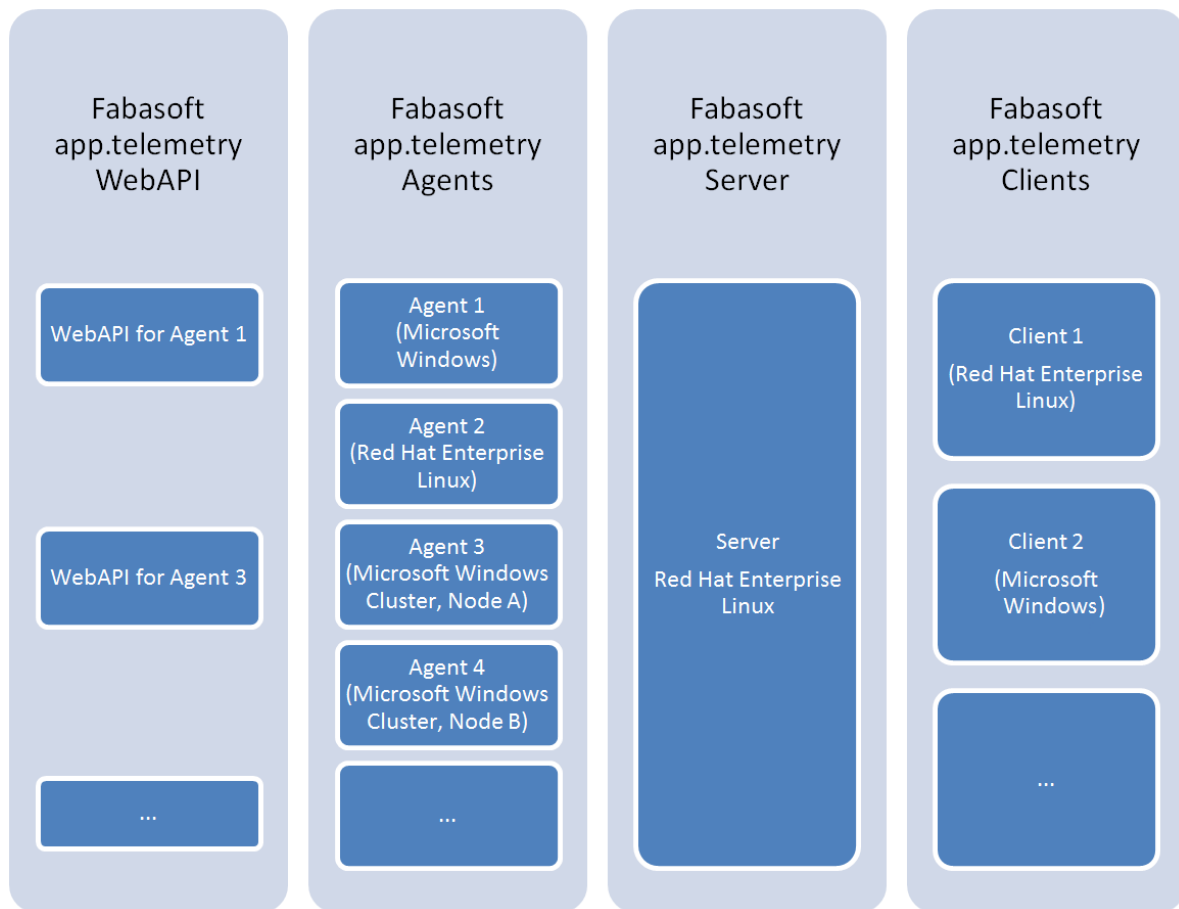 Fabasoft
app.telemetry
WebAPI
WebAPI for Agent 1
WebAPI for Agent 3
...
Fabasoft
app.telemetry
Agents
Agent 1
(Microsoft
Windows)
Agent 2
(Red Hat Enterprise
Linux)
Agent 3
(Microsoft Windows
Cluster, Node A)
Agent 4
(Microsoft Windows
Cluster, Node B)
...
Fabasoft
app.telemetry
Server
Server
Red Hat Enterprise
Linux
Fabasoft
app.telemetry
Clients
Client 1
(Red Hat Enterprise
Linux)
Client 2
(Microsoft
Windows)
...